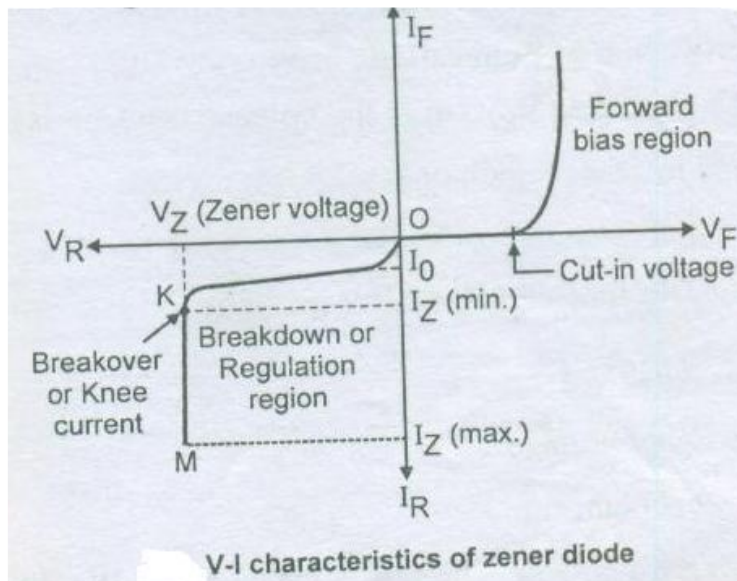 I_F
Forward
bias region
V_Z (Zener voltage)
O
V_R
V_F
I_0
Cut-in voltage
K
I_Z (min.)
Breakover
or Knee
current
Breakdown or
Regulation
region
M
I_Z (max.)
I_R
V-I characteristics of zener diode